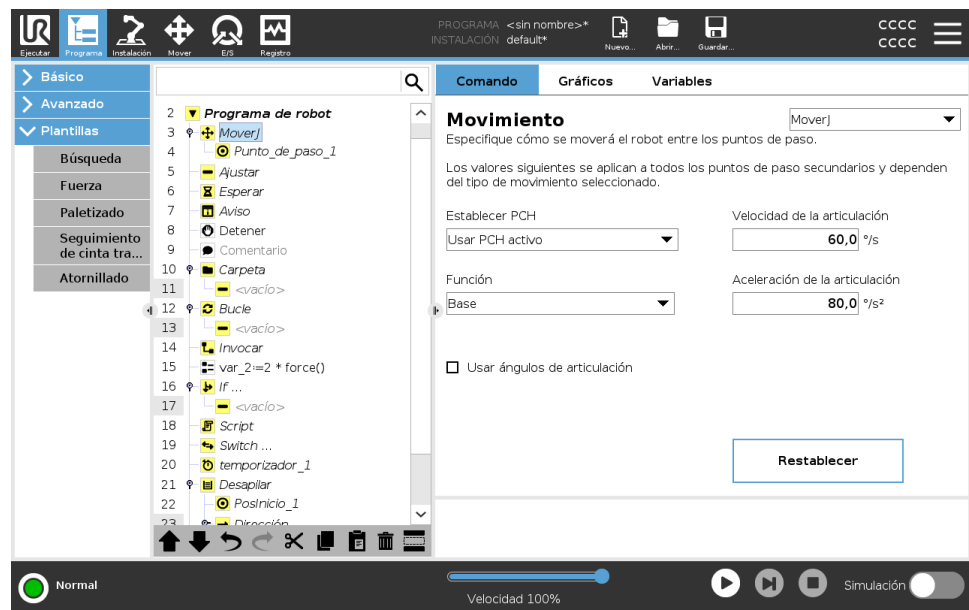 UR
Ejecutar
Programa
Instalación
Mover
E/S
Registro
PROGRAMA <sin nombre>*
INSTALACIÓN default*
Nuevo...
Abrir...
Guardar...
CCCC
CCCC
Básico
Avanzado
Plantillas
Búsqueda
Fuerza
Paletizado
Seguimiento
de cinta tra...
Atornillado
2 Programa de robot
3 MoverJ
4 Punto_de_paso_1
5 Ajustar
6 Esperar
7 Aviso
8 Detener
9 Comentario
10 Carpeta
11 <vacío>
12 Bucle
13 <vacío>
14 Invocar
15 var_2:=2 * force()
16 If ...
17 <vacío>
18 Script
19 Switch ...
20 temporizador_1
21 Desapilar
22 PosInicio_1
23 Dirección
Comando
Gráficos
Variables
Movimiento
MoverJ
Especifique cómo se moverá el robot entre los puntos de paso.
Los valores siguientes se aplican a todos los puntos de paso secundarios y dependen
del tipo de movimiento seleccionado.
Establecer PCH
Velocidad de la articulación
Usar PCH activo
60,0 °/s
Función
Aceleración de la articulación
Base
80,0 °/s²
Usar ángulos de articulación
Restablecer
Normal
Velocidad 100%
Simulación